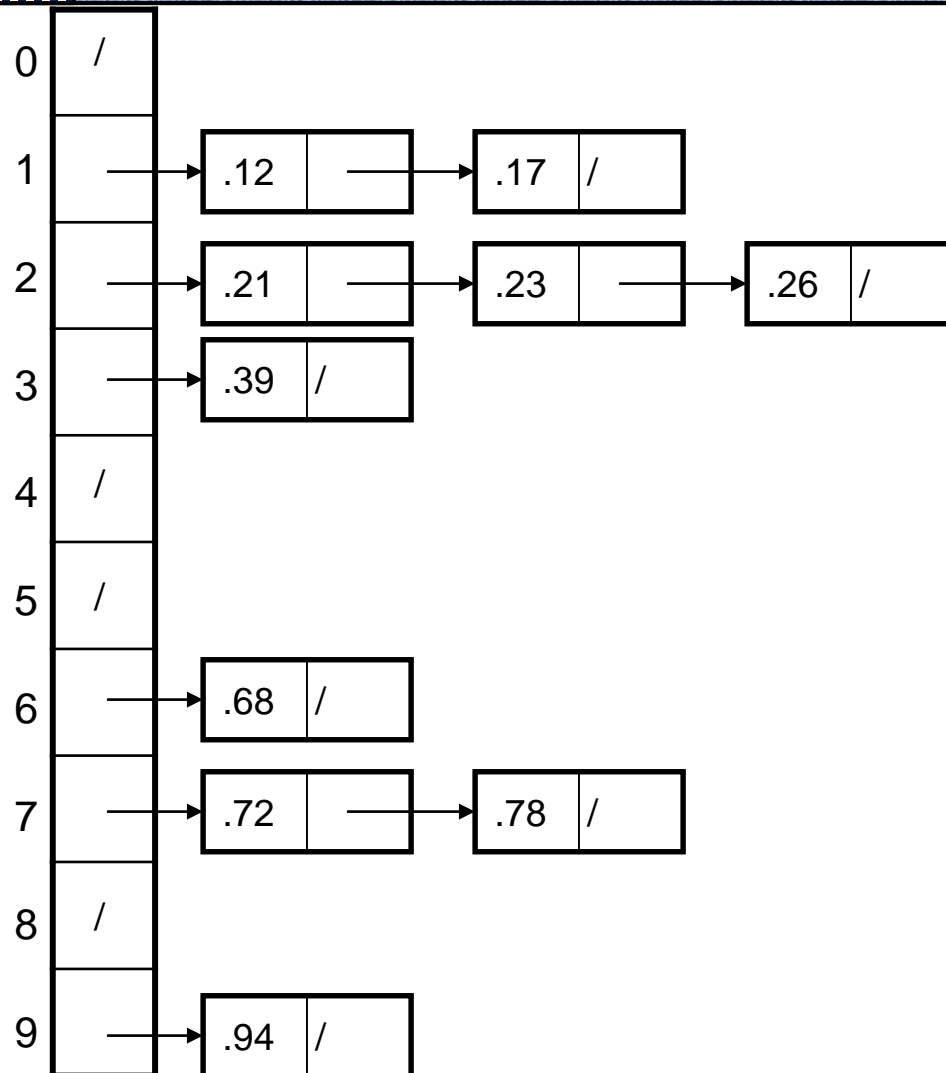 0 /
1 .12 .17 /
2 .21 .23 .26 /
3 .39 /
4 /
5 /
6 .68 /
7 .72 .78 /
8 /
9 .94 /